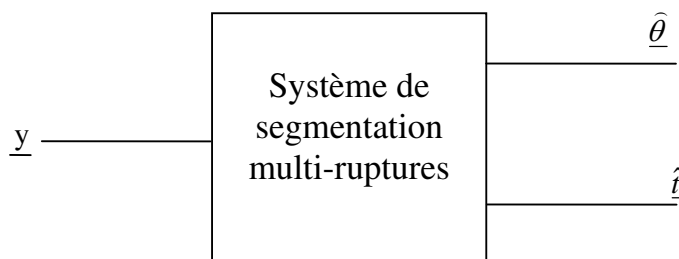 θ̂
Système de
segmentation
y
multi-ruptures
t̂